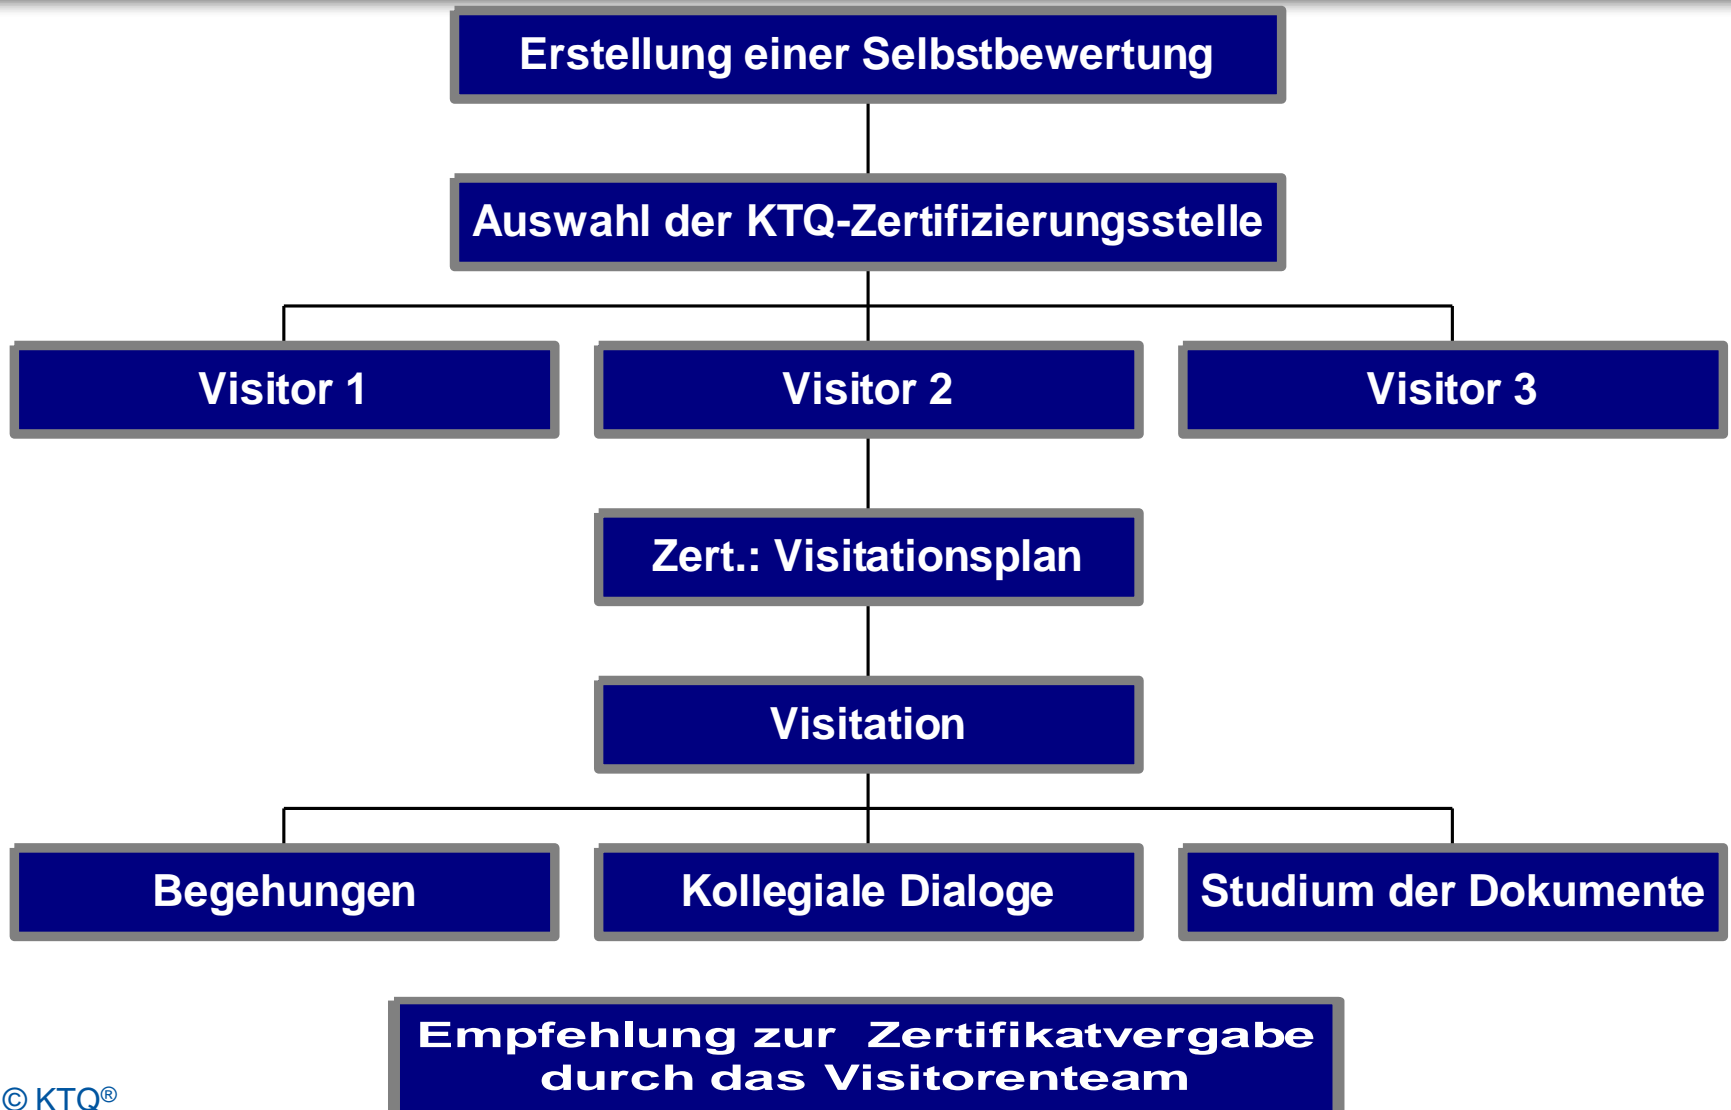 Erstellung einer Selbstbewertung
Auswahl der KTQ-Zertifizierungsstelle
Visitor 1
Visitor 2
Visitor 3
Zert.: Visitationsplan
Visitation
Begehungen
Kollegiale Dialoge
Studium der Dokumente
Empfehlung zur Zertifikatvergabe
durch das Visitorenteam
© KTQ®